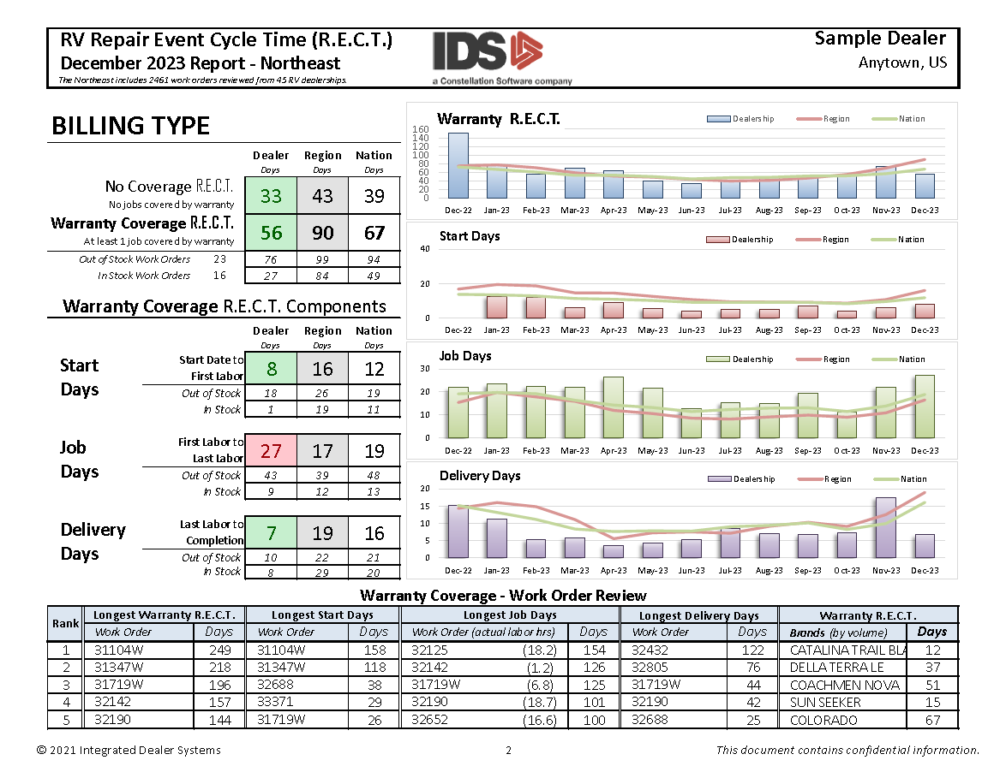 RV Repair Event Cycle Time (R.E.C.T.)
December 2023 Report - Northeast
The Northeast includes 2461 work orders reviewed from 45 RV dealerships.
IDS
a Constellation Software company
Sample Dealer
Anytown, US
BILLING TYPE
Dealer Region Nation
Days Days Days
No Coverage R.E.C.T. 33 43 39
No jobs covered by warranty
Warranty Coverage R.E.C.T. 56 90 67
At least 1 job covered by warranty
Out of Stock Work Orders 23 76 99 94
In Stock Work Orders 16 27 84 49
Warranty Coverage R.E.C.T. Components
Dealer Region Nation
Days Days Days
Start Days
Start Date to First Labor 8 16 12
Out of Stock 18 26 19
In Stock 1 19 11
Job Days
First Labor to Last Labor 27 17 19
Out of Stock 43 39 48
In Stock 9 12 13
Delivery Days
Last Labor to Completion 7 19 16
Out of Stock 10 22 21
In Stock 8 29 20
Warranty R.E.C.T.
Dealership Region Nation
160
140
120
100
80
60
40
20
0
Dec-22 Jan-23 Feb-23 Mar-23 Apr-23 May-23 Jun-23 Jul-23 Aug-23 Sep-23 Oct-23 Nov-23 Dec-23
Start Days
Dealership Region Nation
40
20
0
Dec-22 Jan-23 Feb-23 Mar-23 Apr-23 May-23 Jun-23 Jul-23 Aug-23 Sep-23 Oct-23 Nov-23 Dec-23
Job Days
Dealership Region Nation
30
20
10
0
Dec-22 Jan-23 Feb-23 Mar-23 Apr-23 May-23 Jun-23 Jul-23 Aug-23 Sep-23 Oct-23 Nov-23 Dec-23
Delivery Days
Dealership Region Nation
20
15
10
5
0
Dec-22 Jan-23 Feb-23 Mar-23 Apr-23 May-23 Jun-23 Jul-23 Aug-23 Sep-23 Oct-23 Nov-23 Dec-23
Warranty Coverage - Work Order Review
Rank Longest Warranty R.E.C.T. Longest Start Days Longest Job Days Longest Delivery Days Warranty R.E.C.T.
Work Order Days Work Order Days Work Order (actual labor hrs) Days Work Order Days Brands (by volume) Days
1 31104W 249 31104W 158 32125 (18.2) 154 32432 122 CATALINA TRAIL BLA 12
2 31347W 218 31347W 118 32142 (1.2) 126 32805 76 DELLA TERRA LE 37
3 31719W 196 32688 38 31719W (6.8) 125 31719W 44 COACHMEN NOVA 51
4 32142 157 33371 29 32190 (18.7) 101 32190 42 SUN SEEKER 15
5 32190 144 31719W 26 32652 (16.6) 100 32688 25 COLORADO 67
© 2021 Integrated Dealer Systems 2 This document contains confidential information.